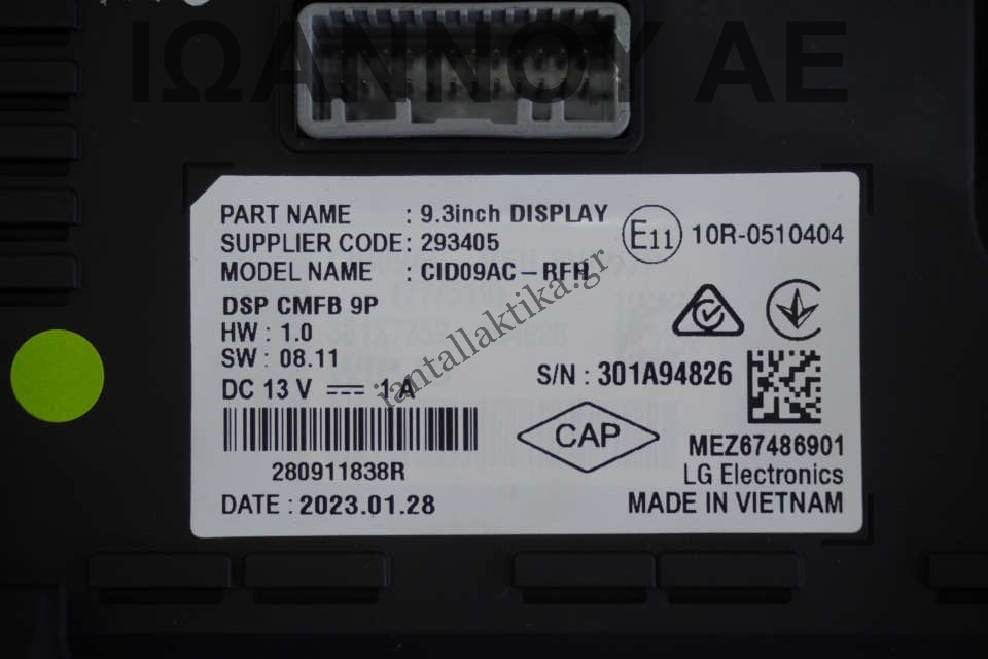 ΙΩΑΝΝΟΥ ΑΕ
PART NAME : 9.3inch DISPLAY
SUPPLIER CODE : 293405
MODEL NAME : CID09AC-RFH
E11 10R-0510404
DSP CMFB 9P
HW : 1.0
SW : 08.11
DC 13 V 1 A
S/N : 301A94826
280911838R
CAP
MEZ67486901
LG Electronics
DATE : 2023.01.28
MADE IN VIETNAM
iantallaktika.gr